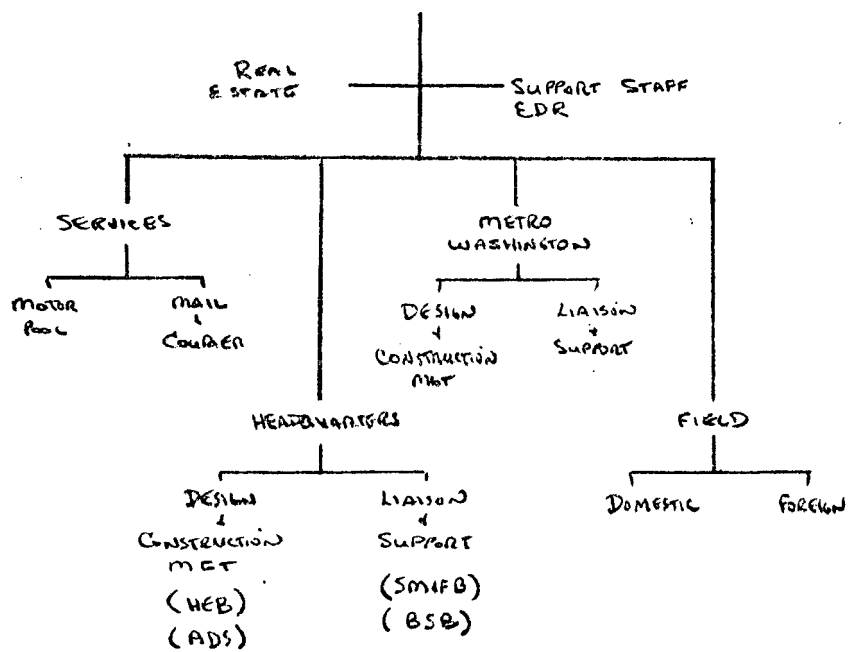 REAL
ESTATE
SUPPORT STAFF
EDR
SERVICES
MOTOR
POOL
MAIL
&
COURIER
METRO
WASHINGTON
DESIGN
&
CONSTRUCTION
MGT
LIAISON
&
SUPPORT
HEADQUARTERS
DESIGN
&
CONSTRUCTION
MGT
(HEB)
(ADS)
LIAISON
&
SUPPORT
(SM&FB)
(BSB)
FIELD
DOMESTIC
FOREIGN